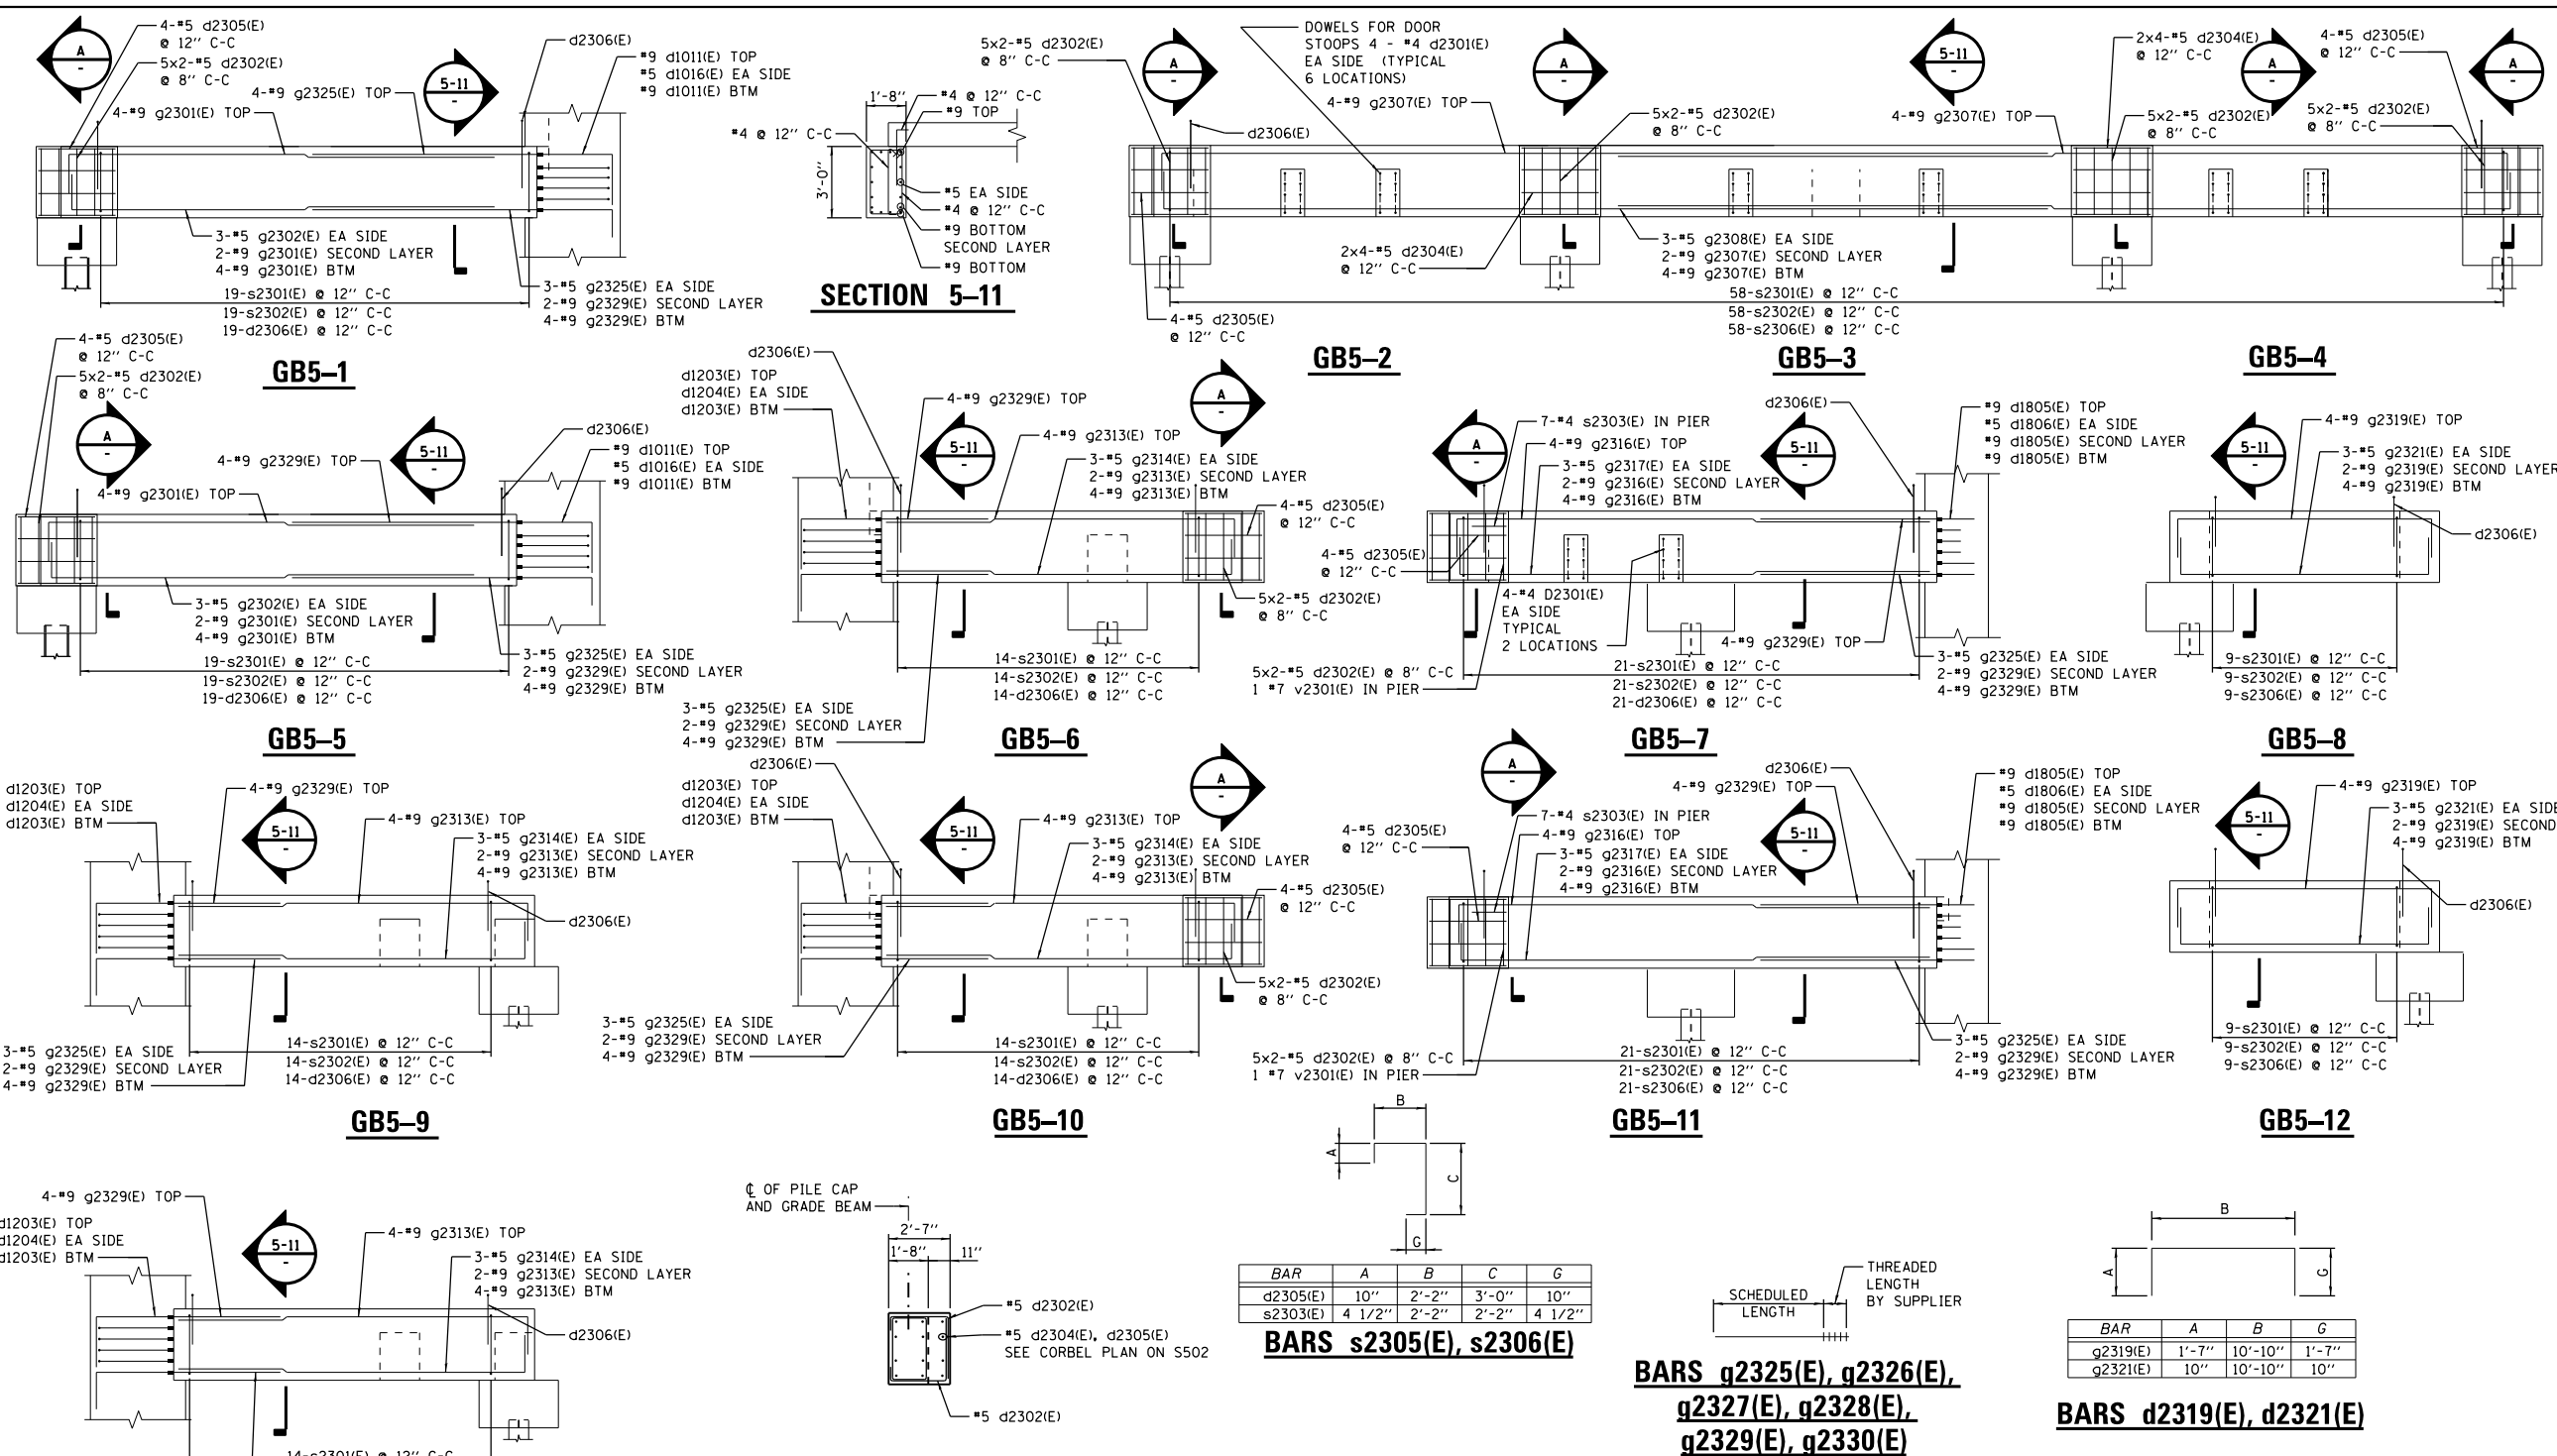 4-#5 d2305(E)
@ 12'' C-C
5x2-#5 d2302(E)
@ 8'' C-C
4-#9 g2325(E) TOP
4-#9 g2301(E) TOP
A
-
5-11
-
d2306(E)
#9 d1011(E) TOP
#5 d1016(E) EA SIDE
#9 d1011(E) BTM
3-#5 g2302(E) EA SIDE
2-#9 g2301(E) SECOND LAYER
4-#9 g2301(E) BTM
19-s2301(E) @ 12'' C-C
19-s2302(E) @ 12'' C-C
19-d2306(E) @ 12'' C-C
3-#5 g2325(E) EA SIDE
2-#9 g2329(E) SECOND LAYER
4-#9 g2329(E) BTM
GB5–1
1'-8''
#4 @ 12'' C-C
#9 TOP
#4 @ 12'' C-C
3'-0''
#5 EA SIDE
#4 @ 12'' C-C
#9 BOTTOM
SECOND LAYER
#9 BOTTOM
SECTION 5-11
5x2-#5 d2302(E)
@ 8'' C-C
A
-
DOWELS FOR DOOR
STOOPS 4 - #4 d2301(E)
EA SIDE (TYPICAL
6 LOCATIONS)
4-#9 g2307(E) TOP
d2306(E)
A
-
5x2-#5 d2302(E)
@ 8'' C-C
5-11
-
4-#9 g2307(E) TOP
2x4-#5 d2304(E)
@ 12'' C-C
A
-
5x2-#5 d2302(E)
@ 8'' C-C
4-#5 d2305(E)
@ 12'' C-C
5x2-#5 d2302(E)
@ 8'' C-C
A
-
2x4-#5 d2304(E)
@ 12'' C-C
3-#5 g2308(E) EA SIDE
2-#9 g2307(E) SECOND LAYER
4-#9 g2307(E) BTM
58-s2301(E) @ 12'' C-C
58-s2302(E) @ 12'' C-C
58-s2306(E) @ 12'' C-C
4-#5 d2305(E)
@ 12'' C-C
GB5–2
GB5–3
GB5–4
4-#5 d2305(E)
@ 12'' C-C
5x2-#5 d2302(E)
@ 8'' C-C
A
-
4-#9 g2329(E) TOP
4-#9 g2301(E) TOP
5-11
-
d2306(E)
#9 d1011(E) TOP
#5 d1016(E) EA SIDE
#9 d1011(E) BTM
3-#5 g2302(E) EA SIDE
2-#9 g2301(E) SECOND LAYER
4-#9 g2301(E) BTM
19-s2301(E) @ 12'' C-C
19-s2302(E) @ 12'' C-C
19-d2306(E) @ 12'' C-C
3-#5 g2325(E) EA SIDE
2-#9 g2329(E) SECOND LAYER
4-#9 g2329(E) BTM
GB5–5
d2306(E)
d1203(E) TOP
d1204(E) EA SIDE
d1203(E) BTM
4-#9 g2329(E) TOP
5-11
-
4-#9 g2313(E) TOP
3-#5 g2314(E) EA SIDE
2-#9 g2313(E) SECOND LAYER
4-#9 g2313(E) BTM
A
-
4-#5 d2305(E)
@ 12'' C-C
5x2-#5 d2302(E)
@ 8'' C-C
14-s2301(E) @ 12'' C-C
14-s2302(E) @ 12'' C-C
14-d2306(E) @ 12'' C-C
3-#5 g2325(E) EA SIDE
2-#9 g2329(E) SECOND LAYER
4-#9 g2329(E) BTM
GB5–6
A
-
7-#4 s2303(E) IN PIER
4-#9 g2316(E) TOP
3-#5 g2317(E) EA SIDE
2-#9 g2316(E) SECOND LAYER
4-#9 g2316(E) BTM
d2306(E)
5-11
-
#9 d1805(E) TOP
#5 d1806(E) EA SIDE
#9 d1805(E) SECOND LAYER
#9 d1805(E) BTM
4-#5 d2305(E)
@ 12'' C-C
4-#4 D2301(E)
EA SIDE
TYPICAL
2 LOCATIONS
4-#9 g2329(E) TOP
5x2-#5 d2302(E) @ 8'' C-C
1 #7 v2301(E) IN PIER
21-s2301(E) @ 12'' C-C
21-s2302(E) @ 12'' C-C
21-d2306(E) @ 12'' C-C
3-#5 g2325(E) EA SIDE
2-#9 g2329(E) SECOND LAYER
4-#9 g2329(E) BTM
GB5–7
4-#9 g2319(E) TOP
5-11
-
3-#5 g2321(E) EA SIDE
2-#9 g2319(E) SECOND LAYER
4-#9 g2319(E) BTM
d2306(E)
9-s2301(E) @ 12'' C-C
9-s2302(E) @ 12'' C-C
9-s2306(E) @ 12'' C-C
GB5–8
d1203(E) TOP
d1204(E) EA SIDE
d1203(E) BTM
4-#9 g2329(E) TOP
5-11
-
4-#9 g2313(E) TOP
3-#5 g2314(E) EA SIDE
2-#9 g2313(E) SECOND LAYER
4-#9 g2313(E) BTM
d2306(E)
3-#5 g2325(E) EA SIDE
2-#9 g2329(E) SECOND LAYER
4-#9 g2329(E) BTM
14-s2301(E) @ 12'' C-C
14-s2302(E) @ 12'' C-C
14-d2306(E) @ 12'' C-C
GB5–9
d2306(E)
d1203(E) TOP
d1204(E) EA SIDE
d1203(E) BTM
5-11
-
4-#9 g2313(E) TOP
3-#5 g2314(E) EA SIDE
2-#9 g2313(E) SECOND LAYER
4-#9 g2313(E) BTM
A
-
4-#5 d2305(E)
@ 12'' C-C
5x2-#5 d2302(E)
@ 8'' C-C
3-#5 g2325(E) EA SIDE
2-#9 g2329(E) SECOND LAYER
4-#9 g2329(E) BTM
14-s2301(E) @ 12'' C-C
14-s2302(E) @ 12'' C-C
14-d2306(E) @ 12'' C-C
GB5–10
A
-
d2306(E)
4-#9 g2329(E) TOP
7-#4 s2303(E) IN PIER
4-#9 g2316(E) TOP
3-#5 g2317(E) EA SIDE
2-#9 g2316(E) SECOND LAYER
4-#9 g2316(E) BTM
4-#5 d2305(E)
@ 12'' C-C
5-11
-
#9 d1805(E) TOP
#5 d1806(E) EA SIDE
#9 d1805(E) SECOND LAYER
#9 d1805(E) BTM
5x2-#5 d2302(E) @ 8'' C-C
1 #7 v2301(E) IN PIER
21-s2301(E) @ 12'' C-C
21-s2302(E) @ 12'' C-C
21-s2306(E) @ 12'' C-C
3-#5 g2325(E) EA SIDE
2-#9 g2329(E) SECOND LAYER
4-#9 g2329(E) BTM
GB5–11
4-#9 g2319(E) TOP
5-11
-
3-#5 g2321(E) EA SIDE
2-#9 g2319(E) SECOND
4-#9 g2319(E) BTM
d2306(E)
9-s2301(E) @ 12'' C-C
9-s2302(E) @ 12'' C-C
9-s2306(E) @ 12'' C-C
GB5–12
4-#9 g2329(E) TOP
d1203(E) TOP
d1204(E) EA SIDE
d1203(E) BTM
5-11
-
4-#9 g2313(E) TOP
3-#5 g2314(E) EA SIDE
2-#9 g2313(E) SECOND LAYER
4-#9 g2313(E) BTM
d2306(E)
14-s2301(E) @ 12'' C-C
℄ OF PILE CAP
AND GRADE BEAM
2'-7''
1'-8'' 11''
#5 d2302(E)
#5 d2304(E), d2305(E)
SEE CORBEL PLAN ON S502
#5 d2302(E)
B
A
C
G
BAR A B C G
d2305(E) 10'' 2'-2'' 3'-0'' 10''
s2303(E) 4 1/2'' 2'-2'' 2'-2'' 4 1/2''
BARS s2305(E), s2306(E)
SCHEDULED
LENGTH
THREADED
LENGTH
BY SUPPLIER
BARS g2325(E), g2326(E),
g2327(E), g2328(E),
g2329(E), g2330(E)
B
A
G
BAR A B G
g2319(E) 1'-7'' 10'-10'' 1'-7''
g2321(E) 10'' 10'-10'' 10''
BARS d2319(E), d2321(E)